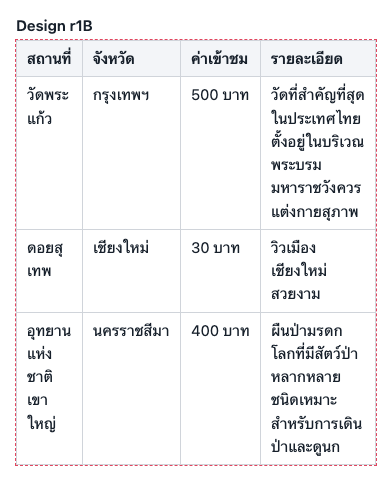 Design r1B
สถานที่ จังหวัด ค่าเข้าชม รายละเอียด
วัดพระ กรุงเทพฯ 500 บาท วัดที่สำคัญที่สุด
แก้ว ในประเทศไทย
ตั้งอยู่ในบริเวณ
พระบรม
มหาราชวังควร
แต่งกายสุภาพ
ดอยสุ เชียงใหม่ 30 บาท วิวเมือง
เทพ เชียงใหม่
สวยงาม
อุทยาน นครราชสีมา 400 บาท ผืนป่ามรดก
แห่ง โลกที่มีสัตว์ป่า
ชาติ หลากหลาย
เขา ชนิดเหมาะ
ใหญ่ สำหรับการเดิน
ป่าและดูนก